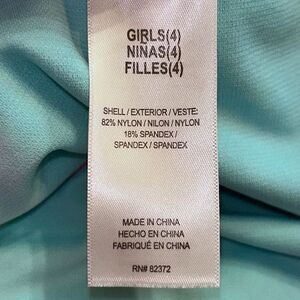 GIRLS(4)
NIÑAS(4)
FILLES(4)
SHELL / EXTERIOR / VESTE:
82% NYLON / NILON / NYLON
18% SPANDEX /
SPANDEX / SPANDEX
MADE IN CHINA
HECHO EN CHINA
FABRIQUÉ EN CHINA
RN# 82372